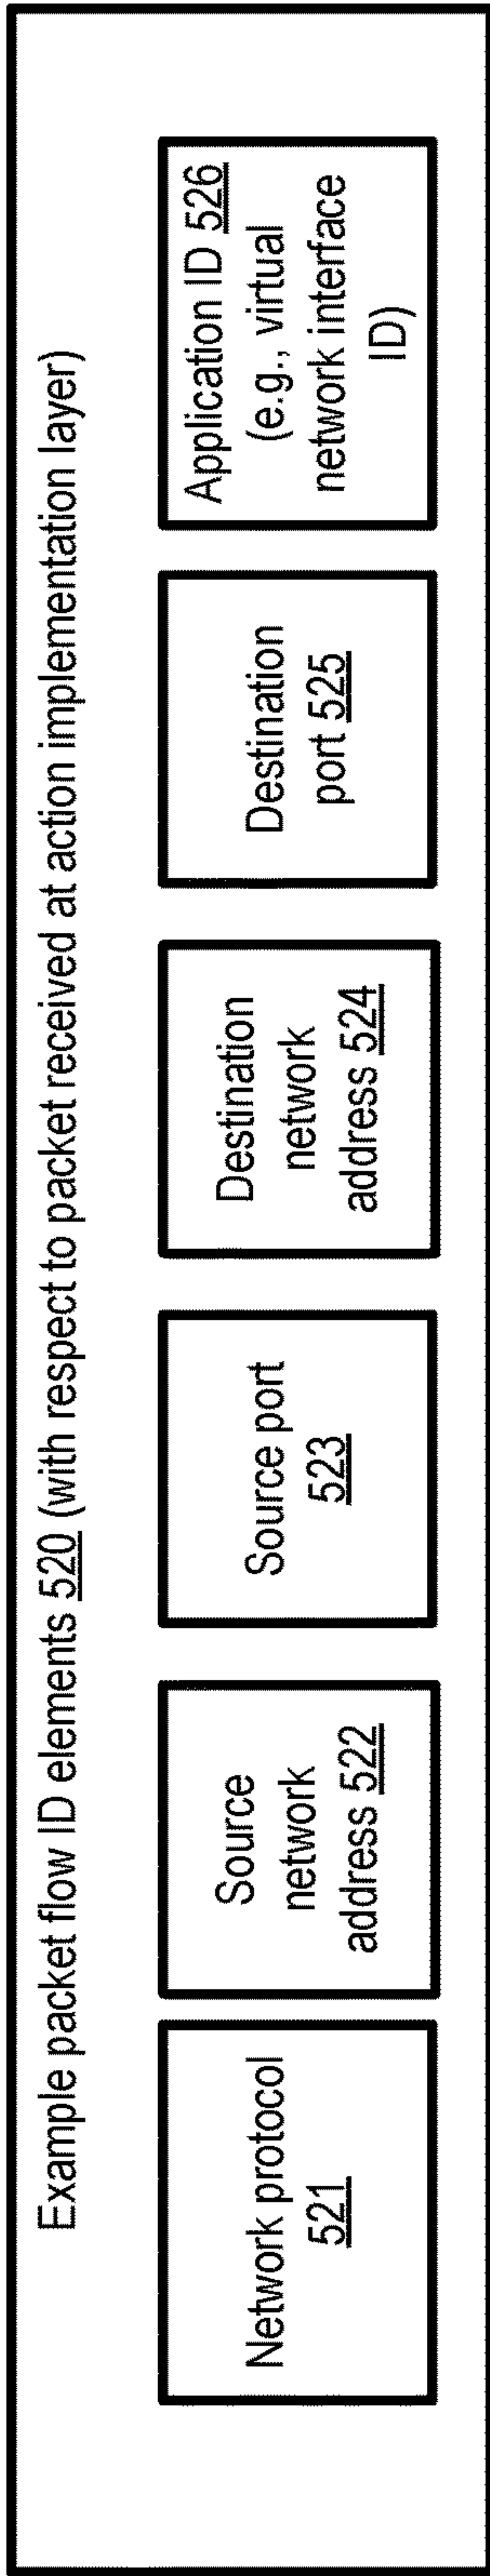 Example packet flow ID elements 520 (with respect to packet received at action implementation layer)
Network protocol
521
Source
network
address 522
Source port
523
Destination
network
address 524
Destination
port 525
Application ID 526
(e.g., virtual
network interface
ID)